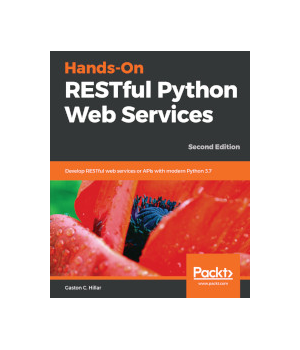 Hands-On
RESTful Python
Web Services
Second Edition
Develop RESTful web services or APIs with modern Python 3.7
Packt>
www.packt.com
Gaston C. Hillar